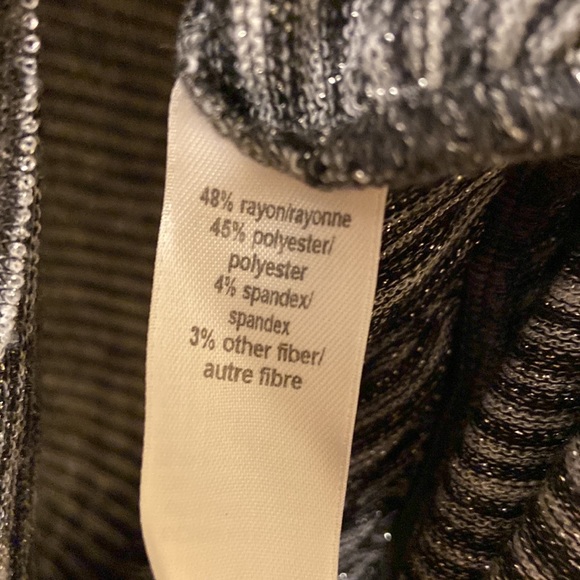 48% rayon/rayonne
45% polyester/
polyester
4% spandex/
spandex
3% other fiber/
autre fibre